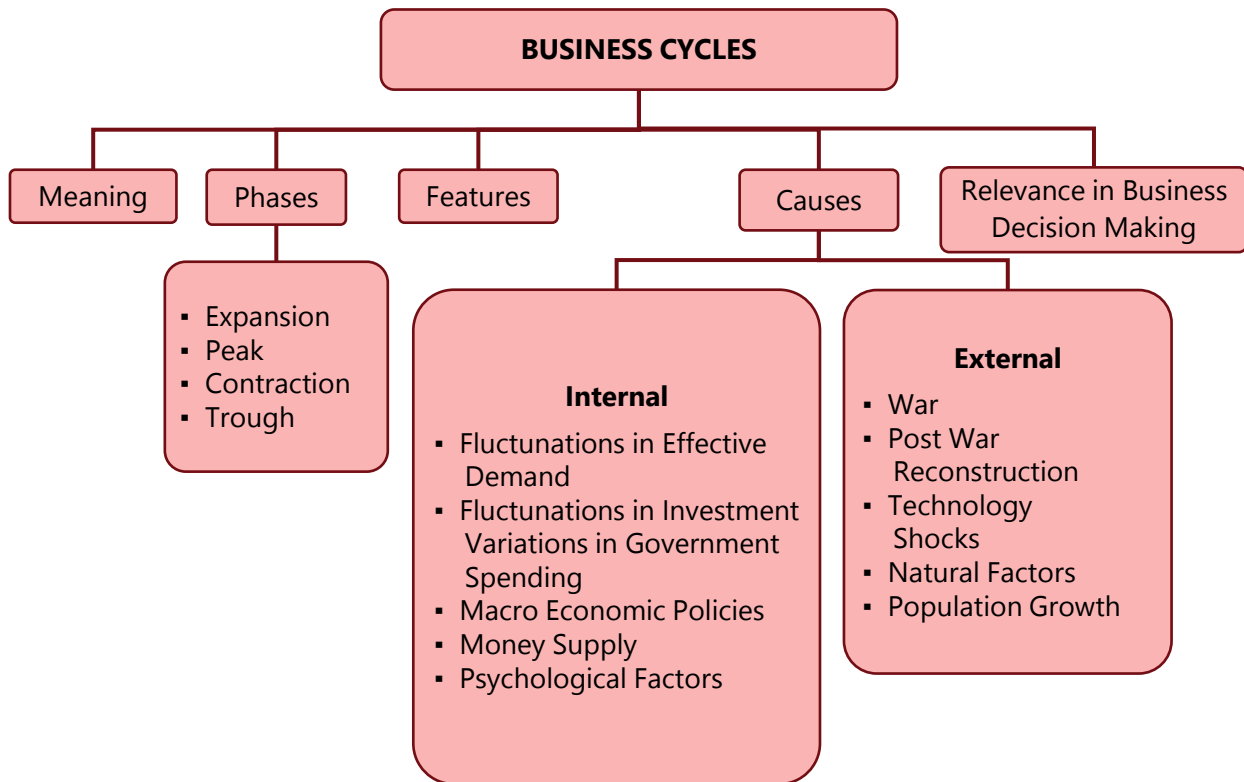 BUSINESS CYCLES
Meaning
Phases
Features
Causes
Relevance in Business
Decision Making
▪ Expansion
▪ Peak
▪ Contraction
▪ Trough
Internal
▪ Fluctunations in Effective
Demand
▪ Fluctunations in Investment
Variations in Government
Spending
▪ Macro Economic Policies
▪ Money Supply
▪ Psychological Factors
External
▪ War
▪ Post War
Reconstruction
▪ Technology
Shocks
▪ Natural Factors
▪ Population Growth